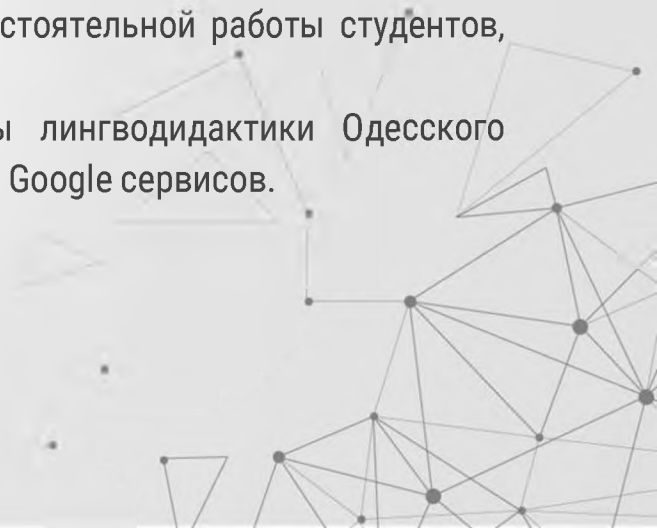 стоятельной работы студентов,
ы лингводидактики Одесского
Google сервисов.